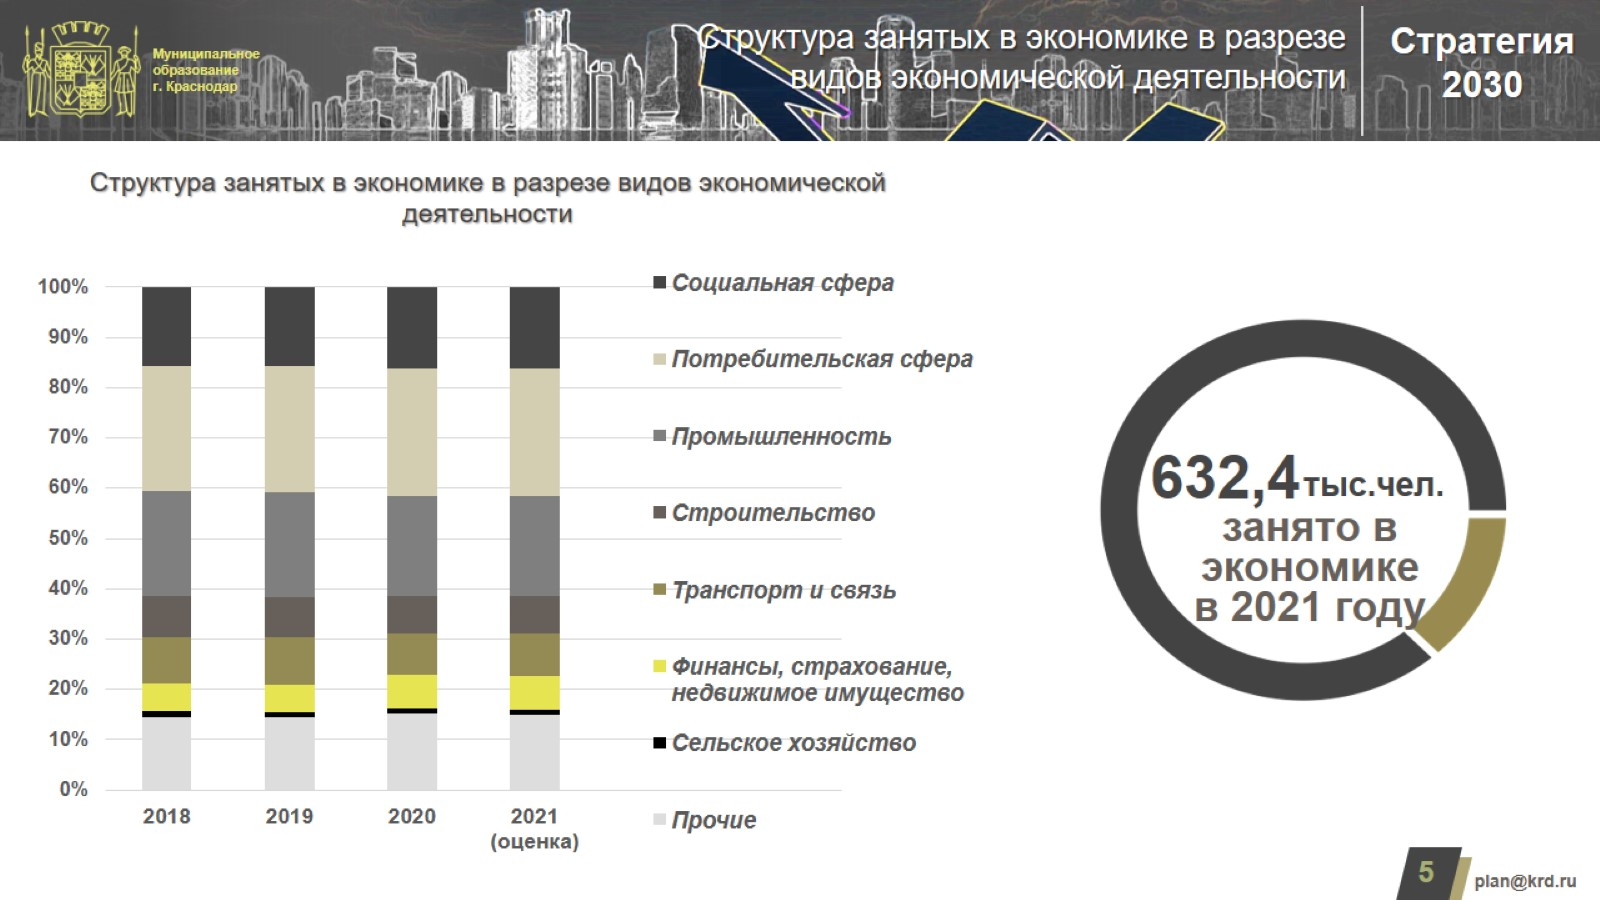 Муниципальное
образование
г. Краснодар
Структура занятых в экономике в разрезе
видов экономической деятельности
Стратегия
2030
Структура занятых в экономике в разрезе видов экономической
деятельности
100%
90%
80%
70%
60%
50%
40%
30%
20%
10%
0%
2018
2019
2020
2021
(оценка)
Социальная сфера
Потребительская сфера
Промышленность
Строительство
Транспорт и связь
Финансы, страхование,
недвижимое имущество
Сельское хозяйство
Прочие
632,4 тыс.чел.
занято в
экономике
в 2021 году
5
plan@krd.ru